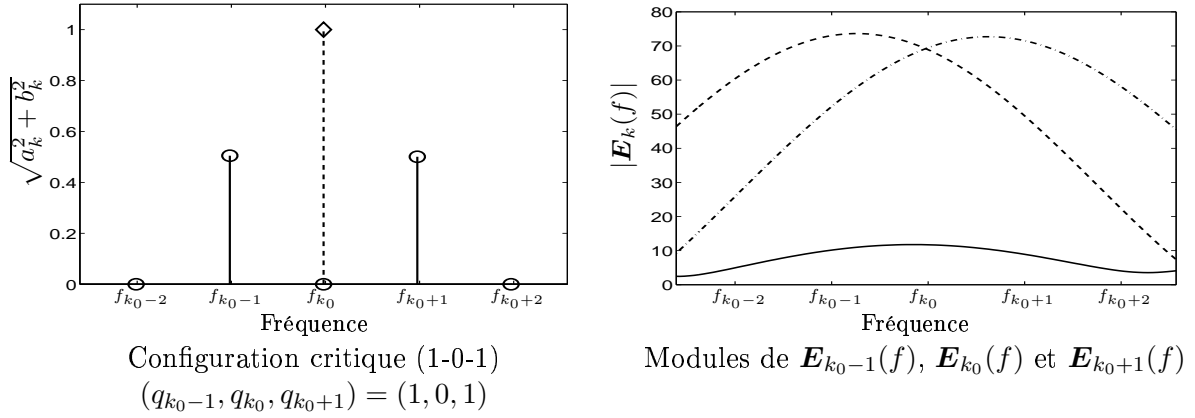 1
0.8
0.6
0.4
0.2
0
√(a_k^2 + b_k^2)
f_{k_0−2} f_{k_0−1} f_{k_0} f_{k_0+1} f_{k_0+2}
Fréquence
Configuration critique (1-0-1)
(q_{k_0−1}, q_{k_0}, q_{k_0+1}) = (1, 0, 1)
80
70
60
50
40
30
20
10
0
|E_k(f)|
f_{k_0−2} f_{k_0−1} f_{k_0} f_{k_0+1} f_{k_0+2}
Fréquence
Modules de E_{k_0−1}(f), E_{k_0}(f) et E_{k_0+1}(f)